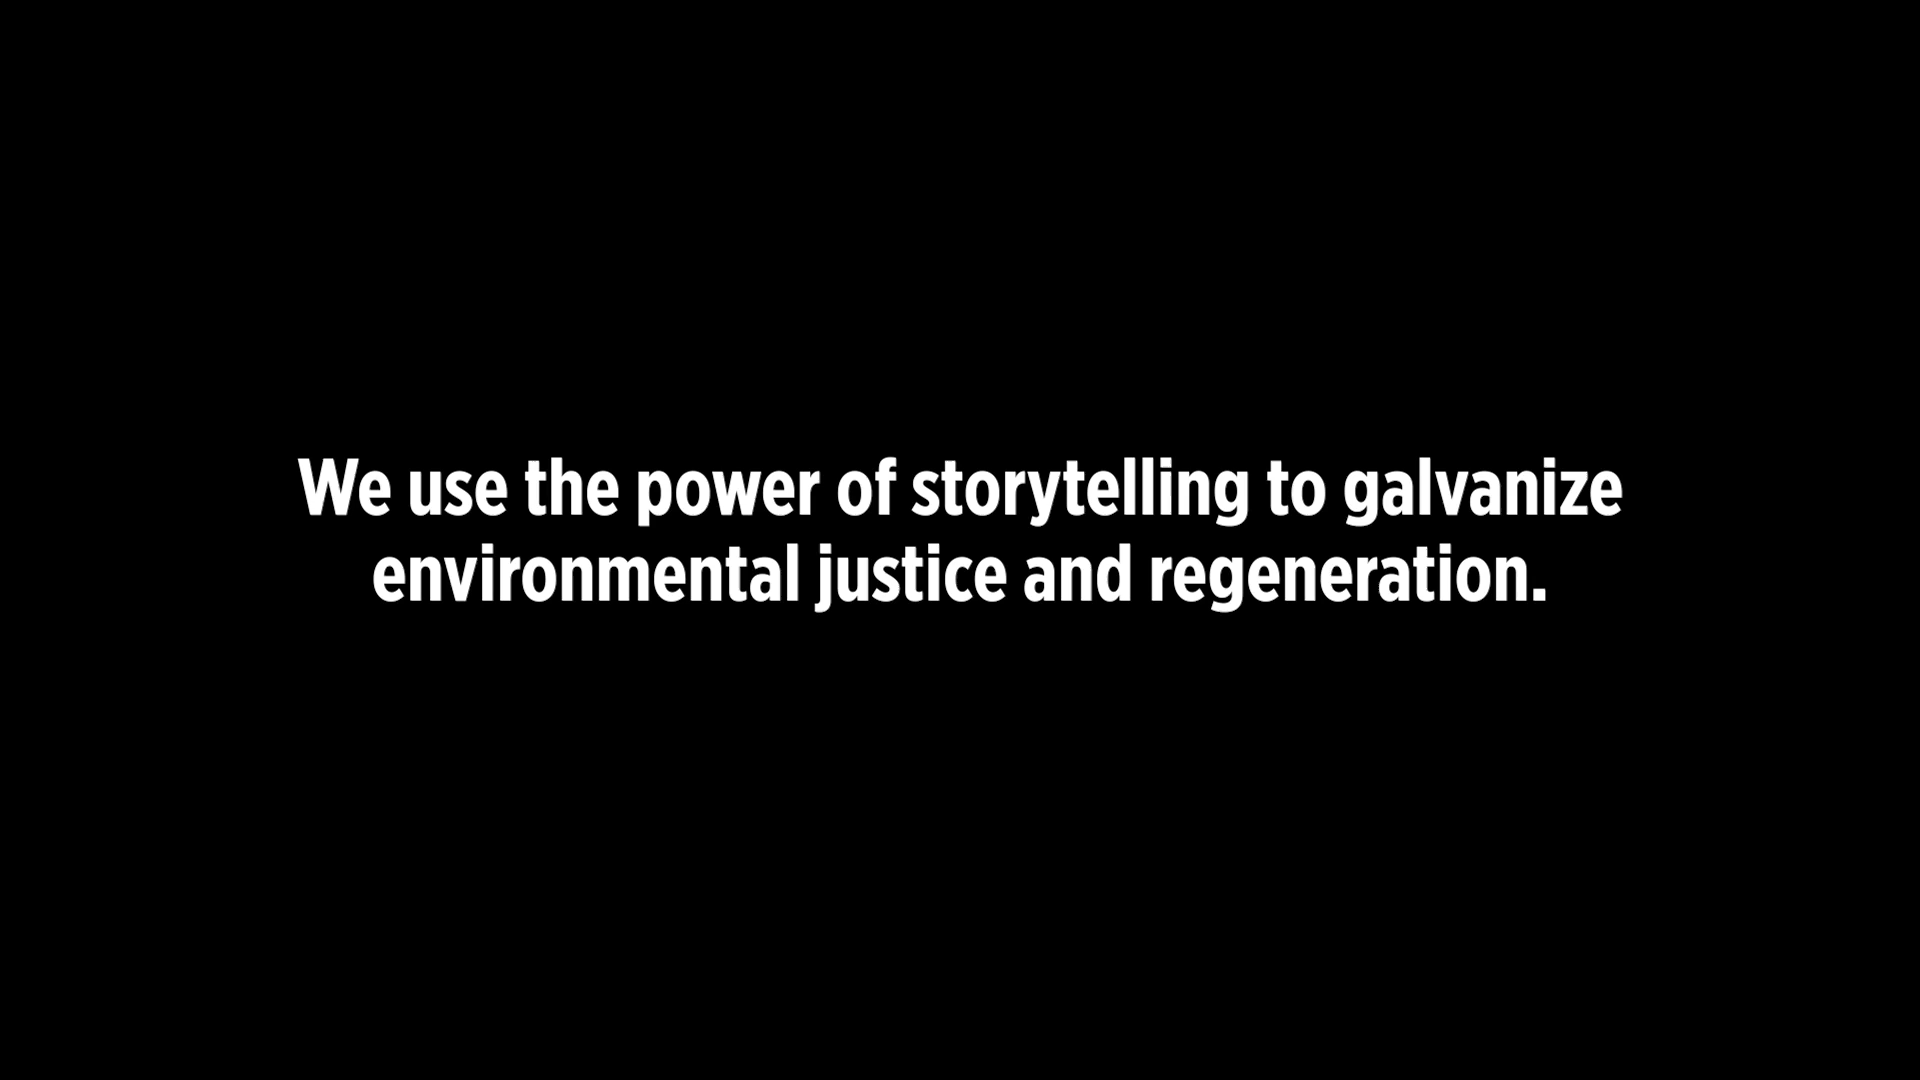 We use the power of storytelling to galvanize
environmental justice and regeneration.